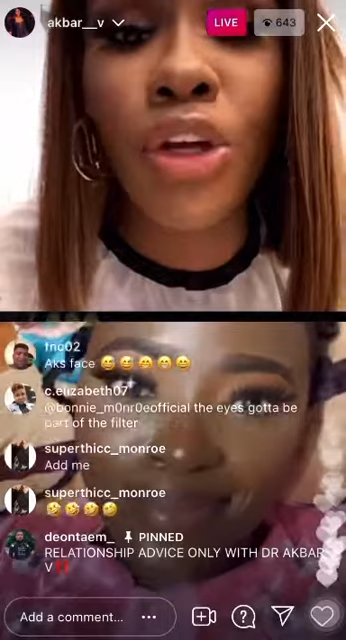 akbar__v
LIVE
643
tnc02
Aks face 😅😅😁😁😄
c.elizabeth07
@bonnie_m0nr0eofficial the eyes gotta be
part of the filter
superthicc_monroe
Add me
superthicc_monroe
🤣🤣🤣🤣
deontaem_ 📌 PINNED
RELATIONSHIP ADVICE ONLY WITH DR AKBAR
V‼️
Add a comment...